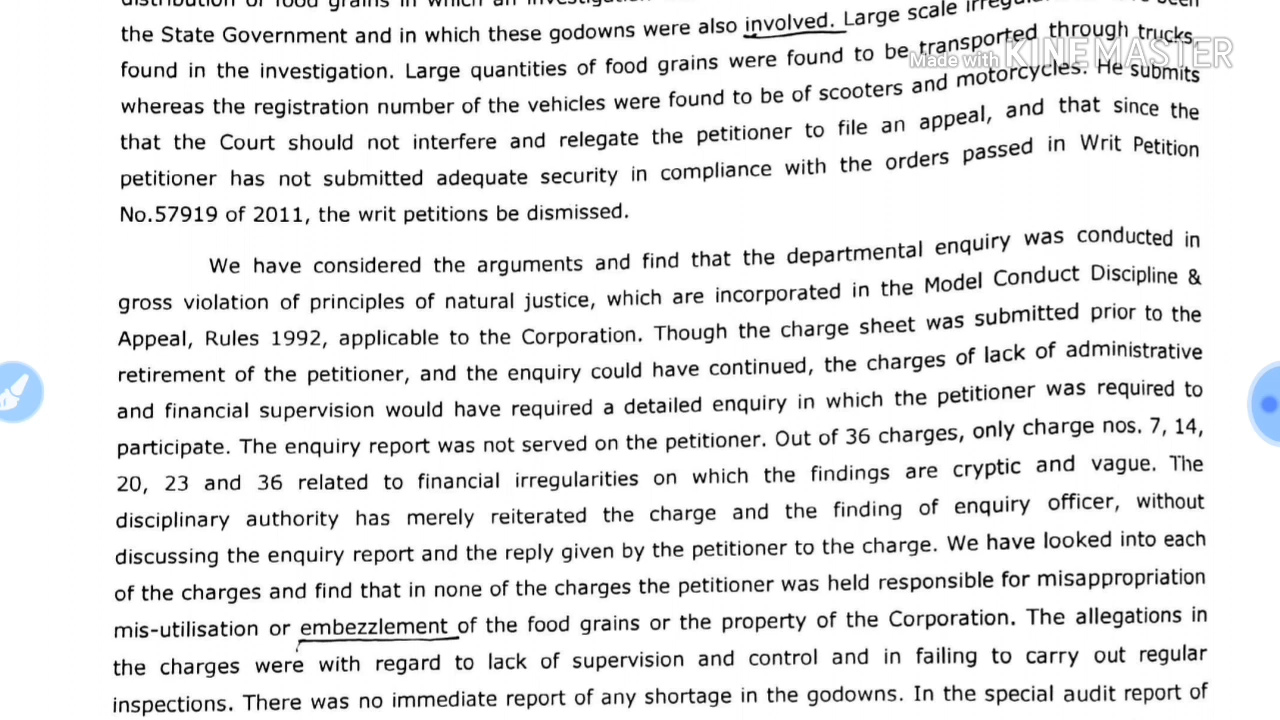 distribution of food grains in which an
the State Government and in which these godowns were also involved. Large scale
found in the investigation. Large quantities of food grains were found to be transported through trucks,
Made with KINEMASTER
whereas the registration number of the vehicles were found to be of scooters and motorcycles. He submits
that the Court should not interfere and relegate the petitioner to file an appeal, and that since the
petitioner has not submitted adequate security in compliance with the orders passed in Writ Petition
No.57919 of 2011, the writ petitions be dismissed.
We have considered the arguments and find that the departmental enquiry was conducted in
gross violation of principles of natural justice, which are incorporated in the Model Conduct Discipline &
Appeal, Rules 1992, applicable to the Corporation. Though the charge sheet was submitted prior to the
retirement of the petitioner, and the enquiry could have continued, the charges of lack of administrative
and financial supervision would have required a detailed enquiry in which the petitioner was required to
participate. The enquiry report was not served on the petitioner. Out of 36 charges, only charge nos. 7, 14,
20, 23 and 36 related to financial irregularities on which the findings are cryptic and vague. The
disciplinary authority has merely reiterated the charge and the finding of enquiry officer, without
discussing the enquiry report and the reply given by the petitioner to the charge. We have looked into each
of the charges and find that in none of the charges the petitioner was held responsible for misappropriation
mis-utilisation or embezzlement of the food grains or the property of the Corporation. The allegations in
the charges were with regard to lack of supervision and control and in failing to carry out regular
inspections. There was no immediate report of any shortage in the godowns. In the special audit report of